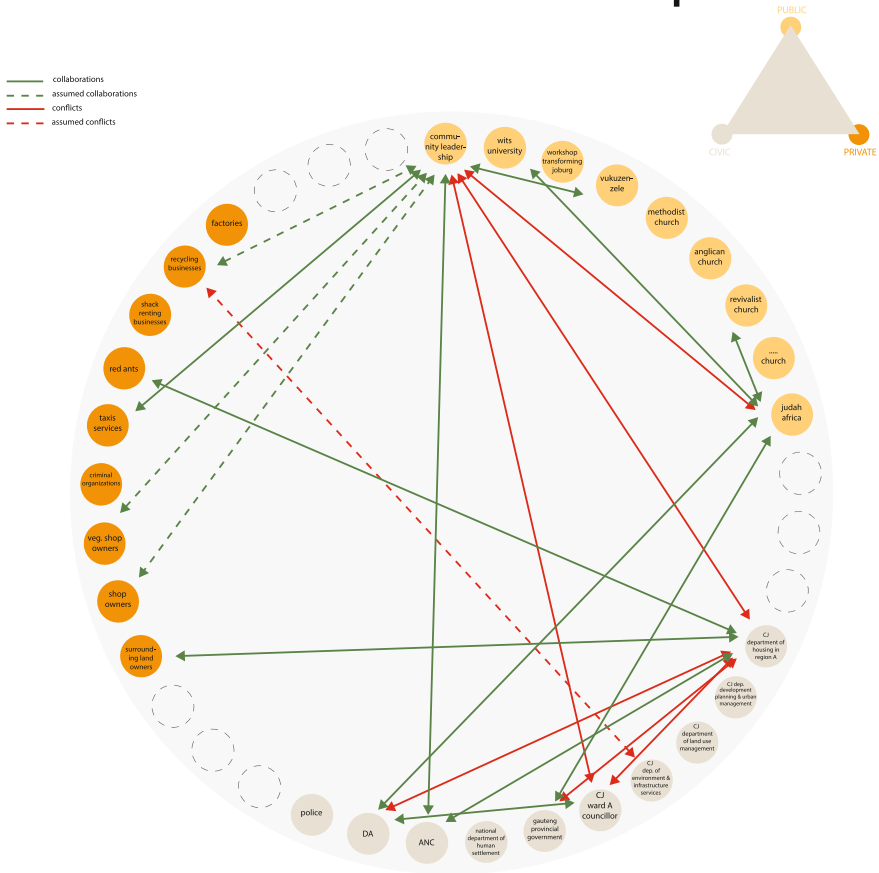 PUBLIC
CIVIC
PRIVATE
collaborations
assumed collaborations
conflicts
assumed conflicts
commu-
nity leader-
ship
wits
university
workshop
transforming
joburg
vukuzen-
zele
methodist
church
anglican
church
revivalist
church
.....
church
judah
africa
CJ
department of
housing in
region A
CJ dep.
development
planning & urban
management
CJ
department
of land use
management
CJ
dep. of
environment &
infrastructure
services
CJ
ward A
councillor
gauteng
provincial
government
national
department of
human
settlement
ANC
DA
police
surround-
ing land
owners
shop
owners
veg. shop
owners
criminal
organizations
taxis
services
red ants
shack
renting
businesses
recycling
businesses
factories